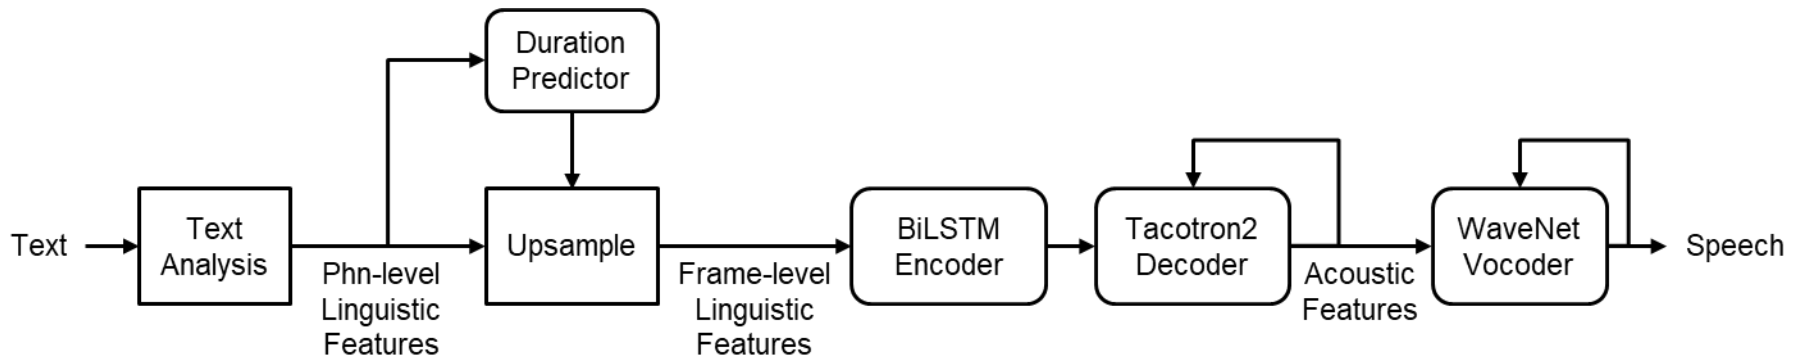 Duration
Predictor
Text
Text
Analysis
Phn-level
Linguistic
Features
Upsample
Frame-level
Linguistic
Features
BiLSTM
Encoder
Tacotron2
Decoder
Acoustic
Features
WaveNet
Vocoder
Speech